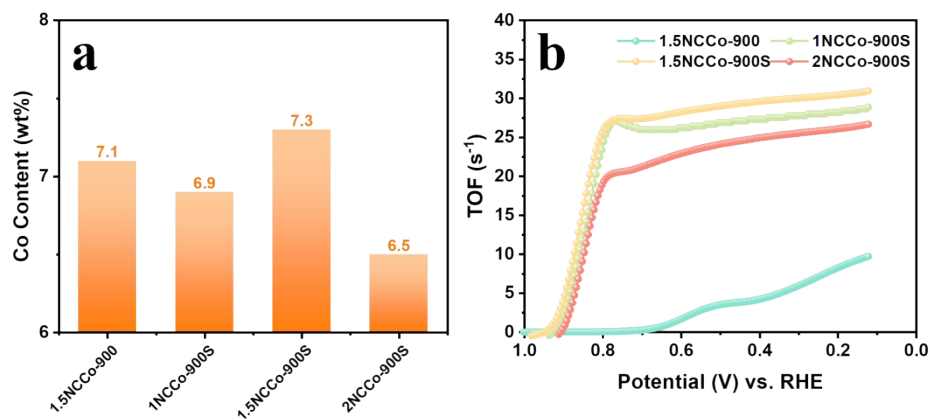 a
Co Content (wt%)
8
7
6
7.1
6.9
7.3
6.5
1.5NCCo-900
1NCCo-900S
1.5NCCo-900S
2NCCo-900S
b
1.5NCCo-900
1NCCo-900S
1.5NCCo-900S
2NCCo-900S
TOF (s⁻¹)
40
35
30
25
20
15
10
5
0
1.0 0.8 0.6 0.4 0.2 0.0
Potential (V) vs. RHE